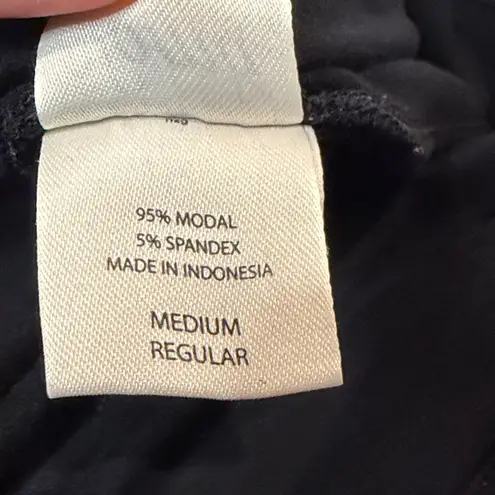 95% MODAL
5% SPANDEX
MADE IN INDONESIA
MEDIUM
REGULAR